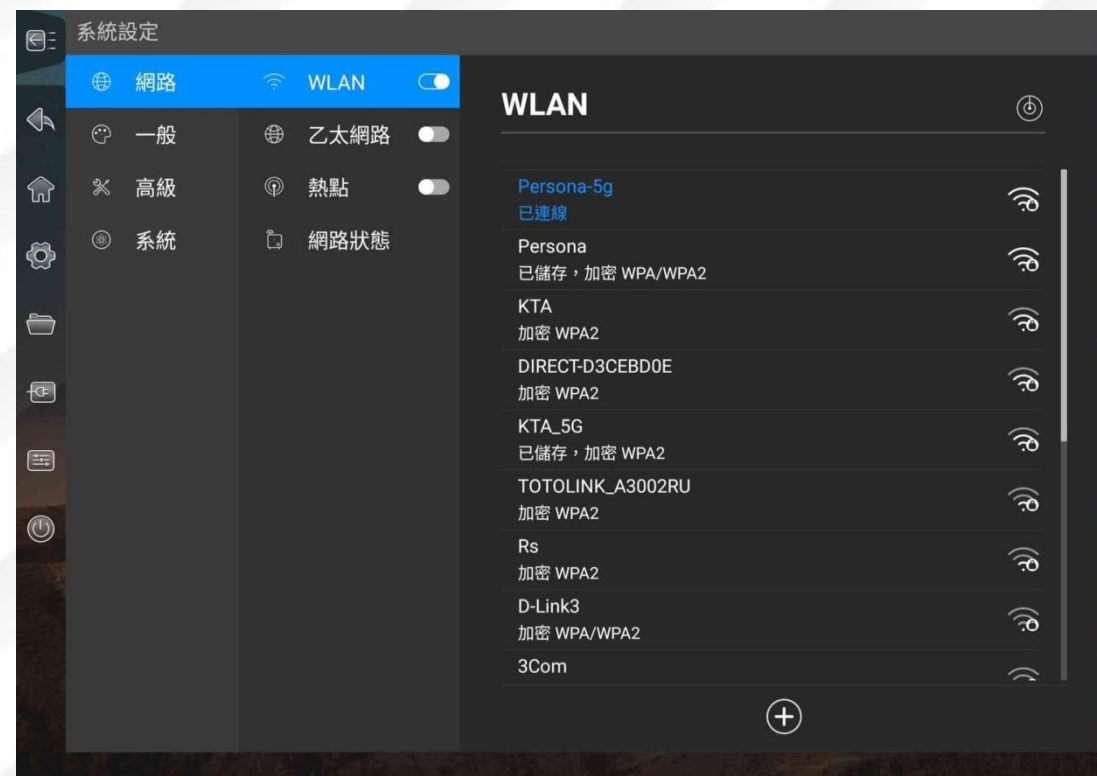 系統設定
網路
一般
高級
系統
WLAN
乙太網路
熱點
網路狀態
WLAN
Persona-5g
已連線
Persona
已儲存，加密 WPA/WPA2
KTA
加密 WPA2
DIRECT-D3CEBD0E
加密 WPA2
KTA_5G
已儲存，加密 WPA2
TOTOLINK_A3002RU
加密 WPA2
Rs
加密 WPA2
D-Link3
加密 WPA/WPA2
3Com